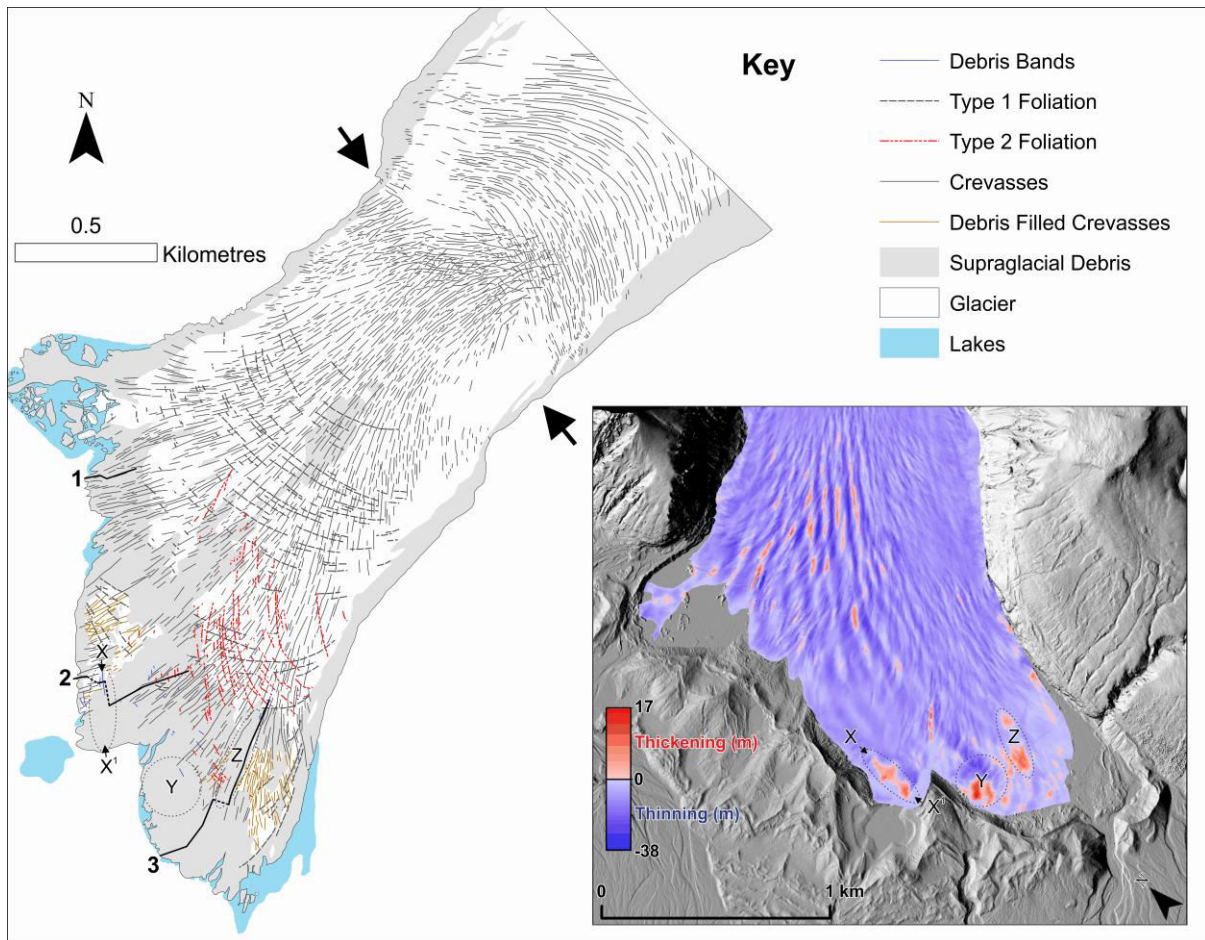 Key
Debris Bands
Type 1 Foliation
Type 2 Foliation
Crevasses
Debris Filled Crevasses
Supraglacial Debris
Glacier
Lakes
N
0.5
Kilometres
1
X
2
X¹
Y
Z
3
17
Thickening (m)
0
Thinning (m)
-38
X
X¹
Y
Z
0
1 km